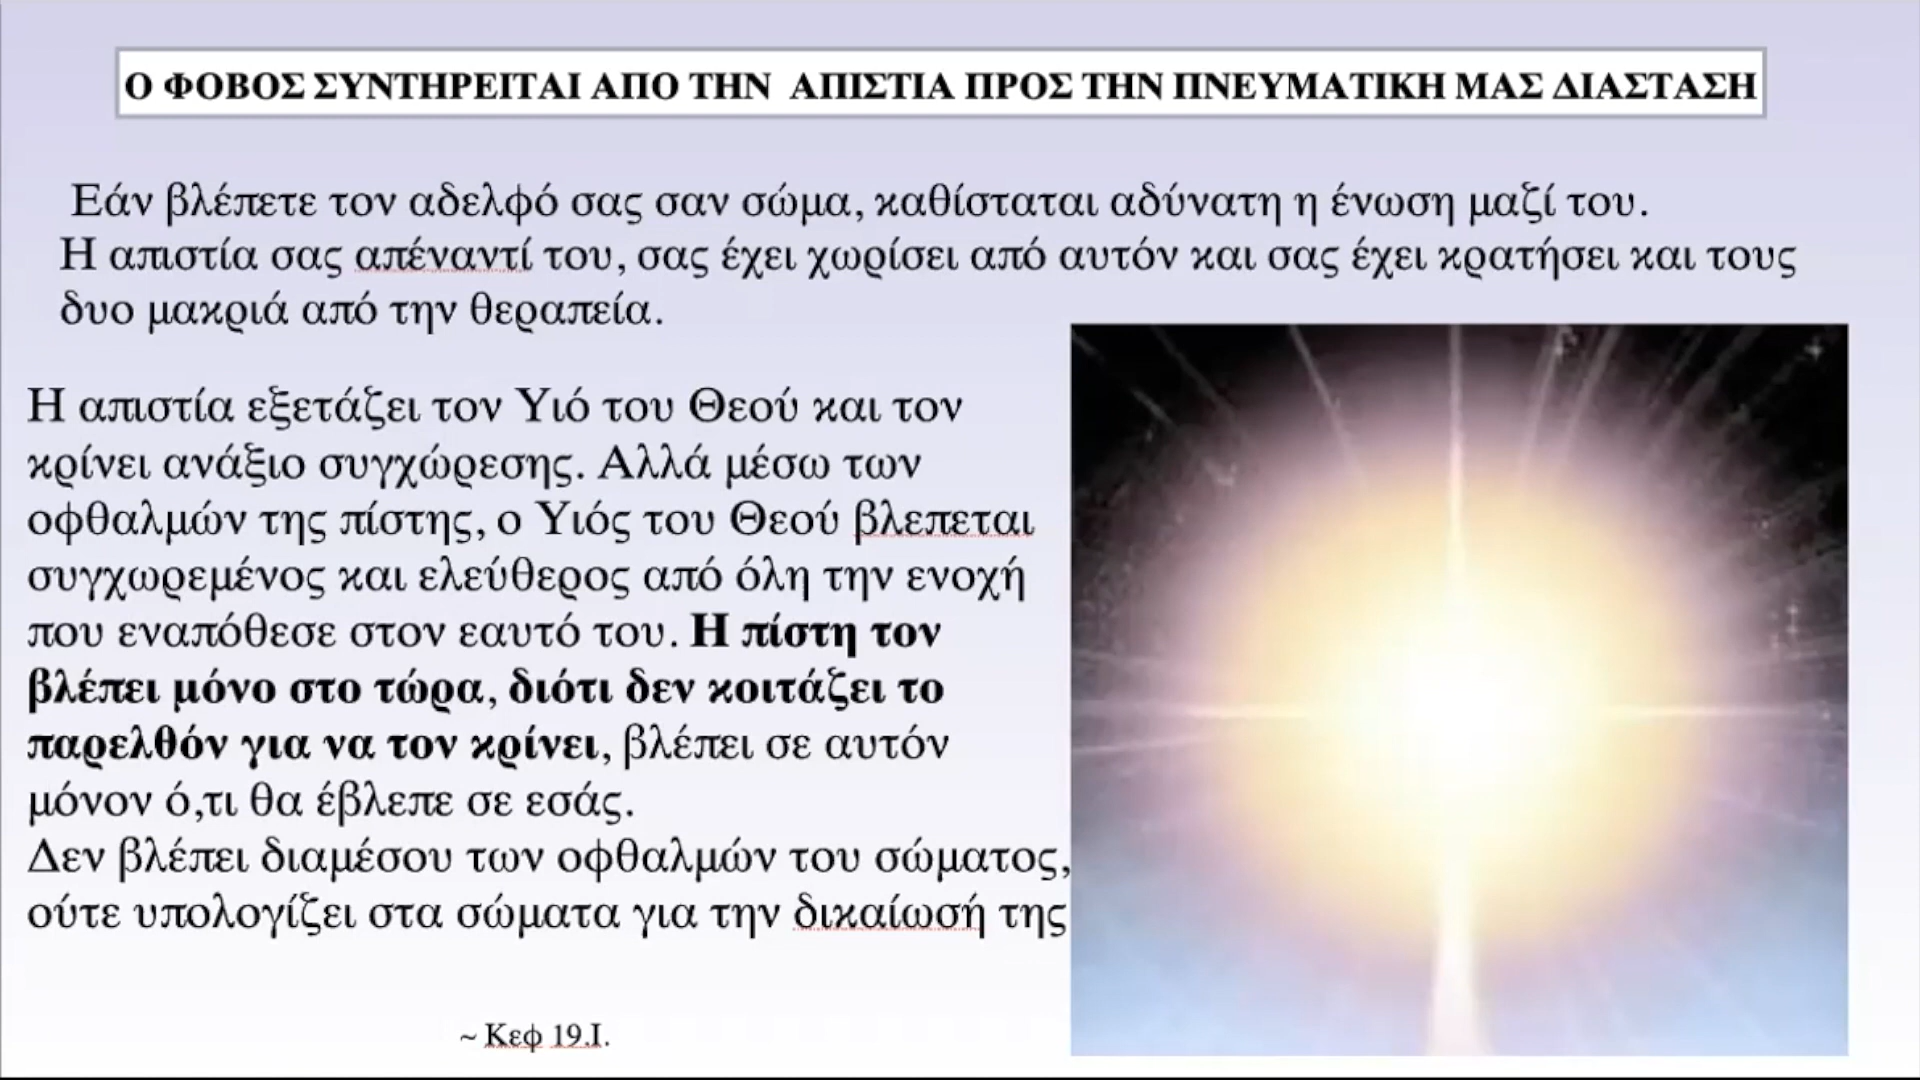 Ο ΦΟΒΟΣ ΣΥΝΤΗΡΕΙΤΑΙ ΑΠΟ ΤΗΝ ΑΠΙΣΤΙΑ ΠΡΟΣ ΤΗΝ ΠΝΕΥΜΑΤΙΚΗ ΜΑΣ ΔΙΑΣΤΑΣΗ
Εάν βλέπετε τον αδελφό σας σαν σώμα, καθίσταται αδύνατη η ένωση μαζί του.
Η απιστία σας απέναντί του, σας έχει χωρίσει από αυτόν και σας έχει κρατήσει και τους
δυο μακριά από την θεραπεία.
Η απιστία εξετάζει τον Υιό του Θεού και τον
κρίνει ανάξιο συγχώρεσης. Αλλά μέσω των
οφθαλμών της πίστης, ο Υιός του Θεού βλεπεται
συγχωρεμένος και ελεύθερος από όλη την ενοχή
που εναπόθεσε στον εαυτό του. Η πίστη τον
βλέπει μόνο στο τώρα, διότι δεν κοιτάζει το
παρελθόν για να τον κρίνει, βλέπει σε αυτόν
μόνον ό,τι θα έβλεπε σε εσάς.
Δεν βλέπει διαμέσου των οφθαλμών του σώματος,
ούτε υπολογίζει στα σώματα για την δικαίωσή της
~ Κεφ 19.Ι.